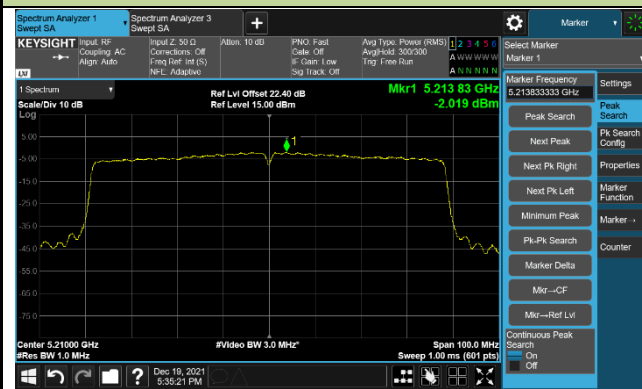 Spectrum Analyzer 1
Swept SA
Spectrum Analyzer 3
Swept SA
+
Marker
KEYSIGHT
Input: RF
Coupling: AC
Align: Auto
Input Z: 50 Ω
Corrections: Off
Freq Ref: Int (S)
NFE: Adaptive
Atten: 10 dB
PNO: Fast
Gate: Off
IF Gain: Low
Sig Track: Off
Avg Type: Power (RMS)
Avg|Hold: 300/300
Trig: Free Run
1 2 3 4 5 6
A W W W W W
A N N N N N
LXI
Select Marker
Marker 1
1 Spectrum
Scale/Div 10 dB
Log
Ref Lvl Offset 22.40 dB
Ref Level 15.00 dBm
Mkr1 5.213 83 GHz
-2.019 dBm
5.00
-5.00
-15.0
-25.0
-35.0
-45.0
-55.0
-65.0
-75.0
1
Center 5.21000 GHz
#Res BW 1.0 MHz
#Video BW 3.0 MHz*
Span 100.0 MHz
Sweep 1.00 ms (601 pts)
Marker Frequency
5.213833333 GHz
Peak Search
Next Peak
Next Pk Right
Next Pk Left
Minimum Peak
Pk-Pk Search
Marker Delta
Mkr→CF
Mkr→Ref Lvl
Continuous Peak
Search
On
Off
Settings
Peak
Search
Pk Search
Config
Properties
Marker
Function
Marker→
Counter
?
Dec 19, 2021
5:35:21 PM